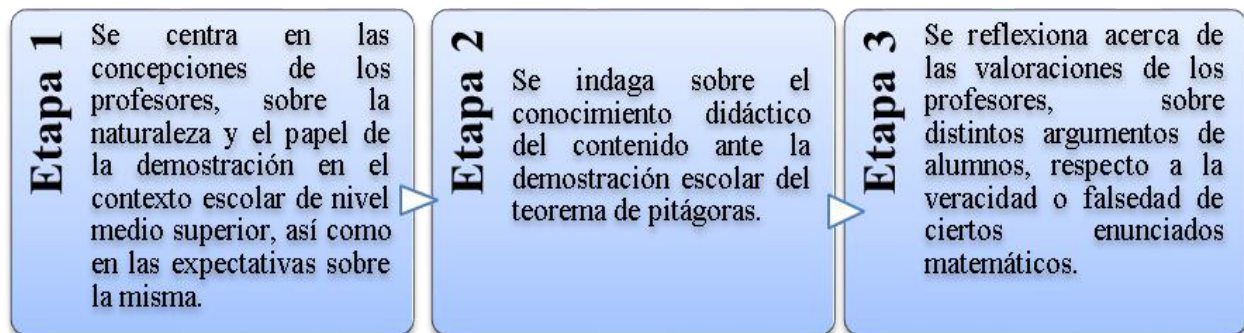 Etapa 1
Se centra en las
concepciones de los
profesores, sobre la
naturaleza y el papel de
la demostración en el
contexto escolar de nivel
medio superior, así como
en las expectativas sobre
la misma.
Etapa 2
Se indaga sobre el
conocimiento didáctico
del contenido ante la
demostración escolar del
teorema de pitágoras.
Etapa 3
Se reflexiona acerca de
las valoraciones de los
profesores, sobre
distintos argumentos de
alumnos, respecto a la
veracidad o falsedad de
ciertos enunciados
matemáticos.